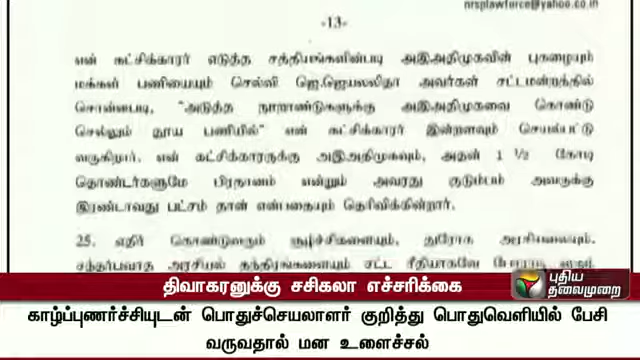 nrsplawforce@yahoo.co.in
-13-
என் கட்சிக்காரர் எடுத்த சத்தியங்களின்படி அஇஅதிமுகவின் புகழையும்
மக்கள் பணியையும் செல்வி ஜெ.ஜெயலலிதா அவர்கள் சட்டமன்றத்தில்
சொன்னபடி, "அடுத்த நூறாண்டுகளுக்கு அஇஅதிமுகவை கொண்டு
செல்லும் தூய பணியில்" என் கட்சிக்காரர் இன்றளவும் செயல்பட்டு
வருகிறார். என் கட்சிக்காரருக்கு அஇஅதிமுகவும், அதன் 1 ½ கோடி
தொண்டர்களுமே பிரதானம் என்றும் அவரது குடும்பம் அவருக்கு
இரண்டாவது பட்சம் தான் என்பதையும் தெரிவிக்கின்றார்.
25. எதிர் கொண்டுவரும் சூழ்ச்சிகளையும், துரோக அரசியலையும்,
சந்தர்பவாத அரசியல் தந்திரங்களையும் சட்ட ரீதியாகவே
திவாகரனுக்கு சசிகலா எச்சரிக்கை
புதிய
தலைமுறை
காழ்ப்புணர்ச்சியுடன் பொதுச்செயலாளர் குறித்து பொதுவெளியில் பேசி
வருவதால் மன உளைச்சல்